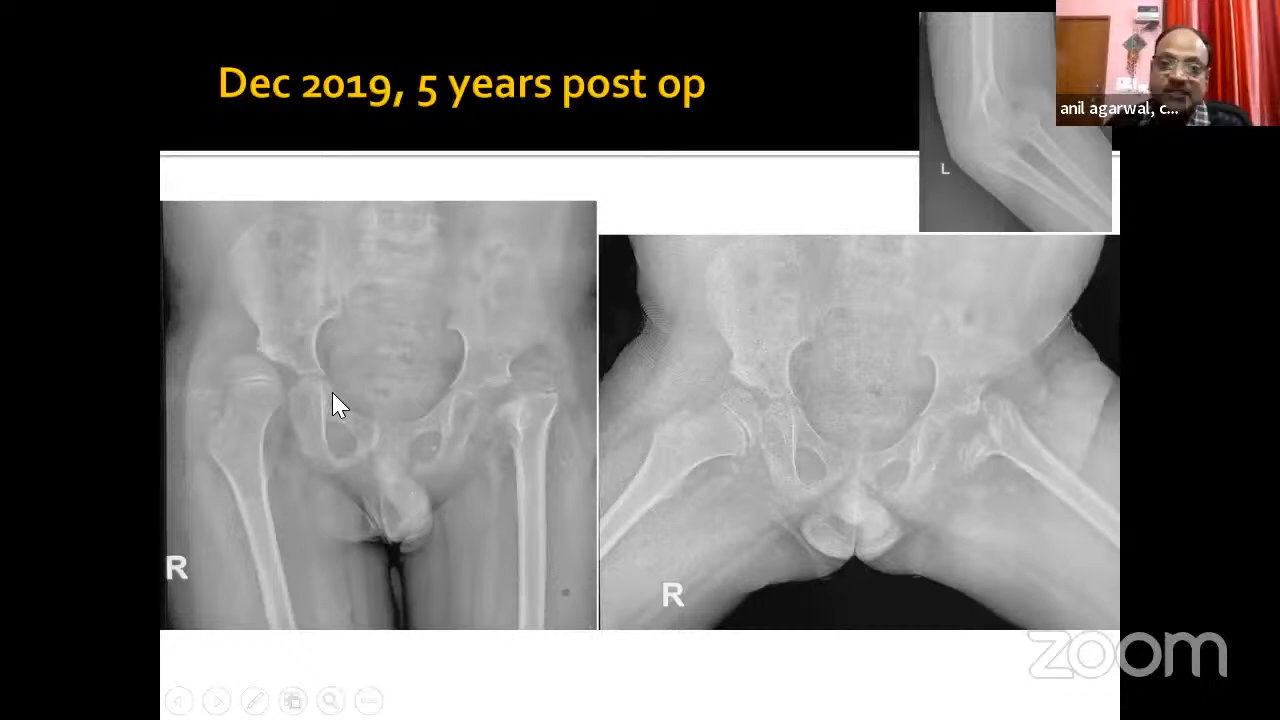 Dec 2019, 5 years post op
anil agarwal, c...
L
R
R
zoom